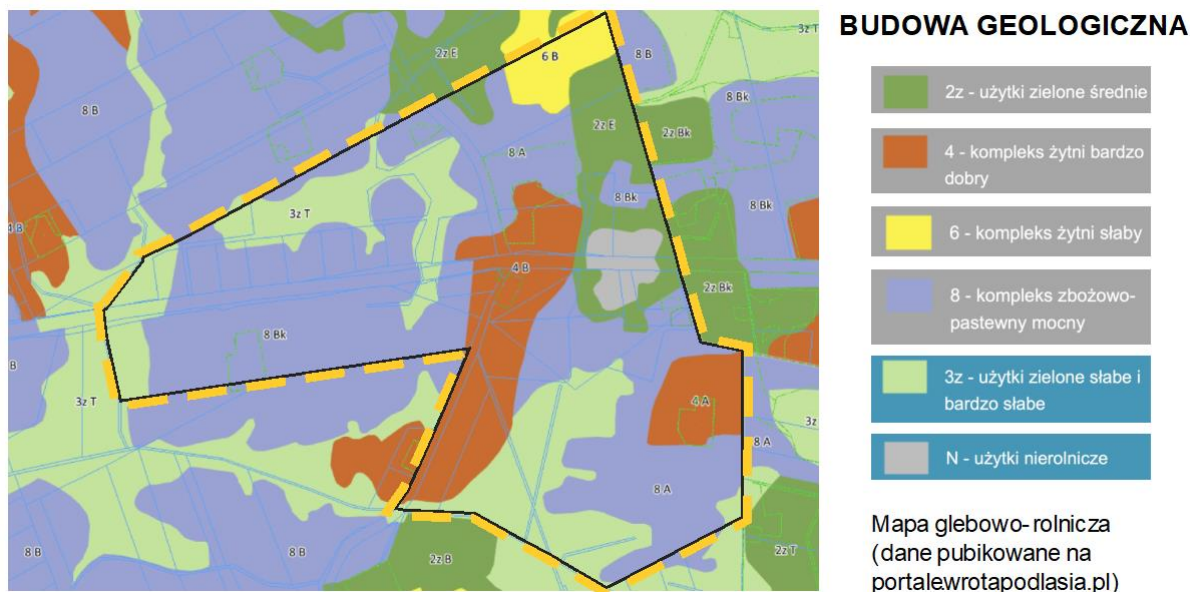 BUDOWA GEOLOGICZNA
2z - użytki zielone średnie
4 - kompleks żytni bardzo
dobry
6 - kompleks żytni słaby
8 - kompleks zbożowo-
pastewny mocny
3z - użytki zielone słabe i
bardzo słabe
N - użytki nierolnicze
Mapa glebowo-rolnicza
(dane pubikowane na
portalewrotapodlasia.pl)
3z T
2z E
6 B
8 B
8 B
8 Bk
2z E
2z Bk
8 A
8 Bk
8 Bk
3z T
4 B
4 B
2z Bk
8 Bk
B
3z T
4 A
3z
8 A
8 A
8 B
8 B
2z B
2z T